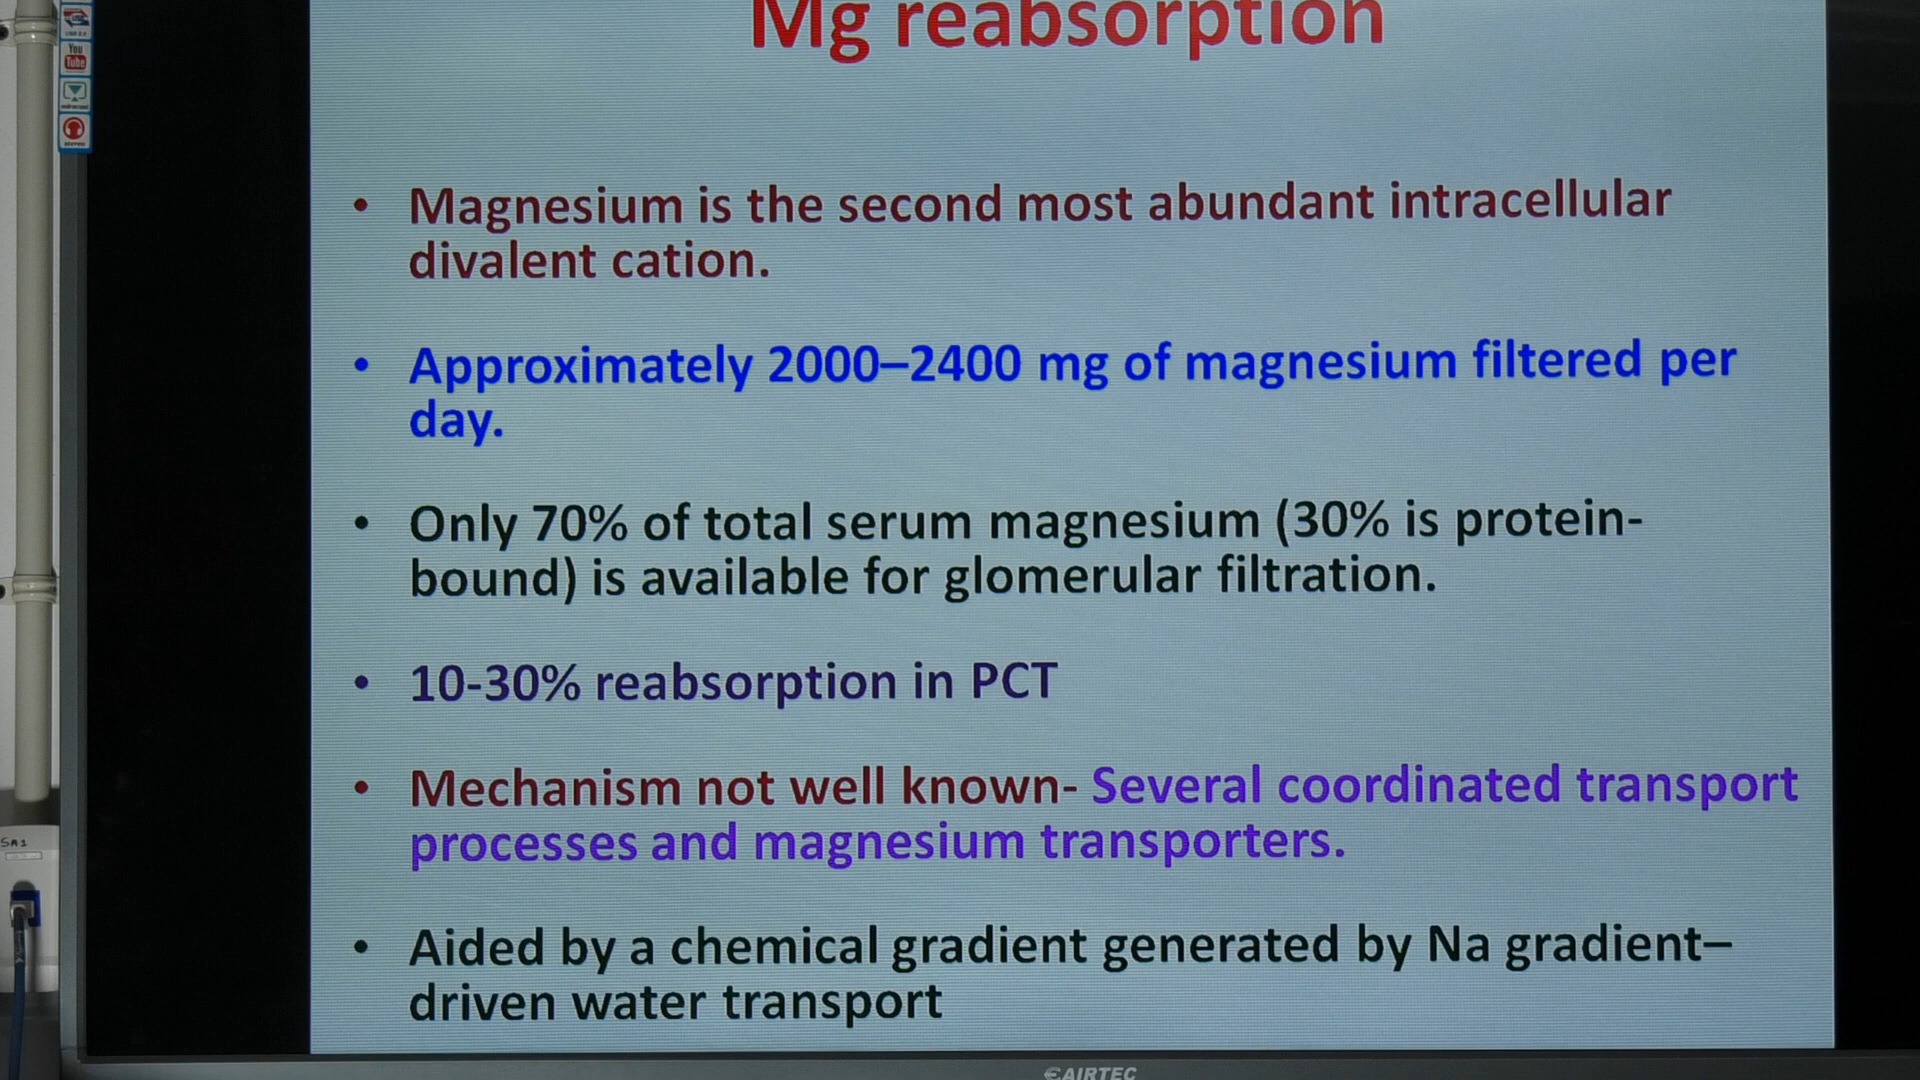 You
Tube
Mg reabsorption
• Magnesium is the second most abundant intracellular
divalent cation.
• Approximately 2000–2400 mg of magnesium filtered per
day.
• Only 70% of total serum magnesium (30% is protein-
bound) is available for glomerular filtration.
• 10-30% reabsorption in PCT
• Mechanism not well known- Several coordinated transport
processes and magnesium transporters.
• Aided by a chemical gradient generated by Na gradient–
driven water transport
SA1
AIRTEC